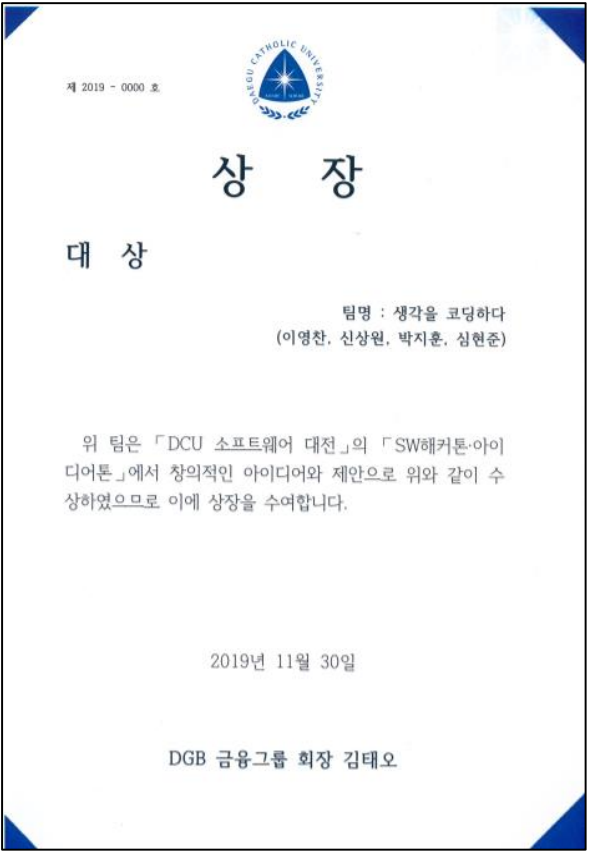 제 2019 - 0000 호
DAEGU CATHOLIC UNIVERSITY
상 장
대 상
팀명 : 생각을 코딩하다
(이영찬, 신상원, 박지훈, 심현준)
위 팀은 「DCU 소프트웨어 대전」의 「SW해커톤·아이
디어톤」에서 창의적인 아이디어와 제안으로 위와 같이 수
상하였으므로 이에 상장을 수여합니다.
2019년 11월 30일
DGB 금융그룹 회장 김태오